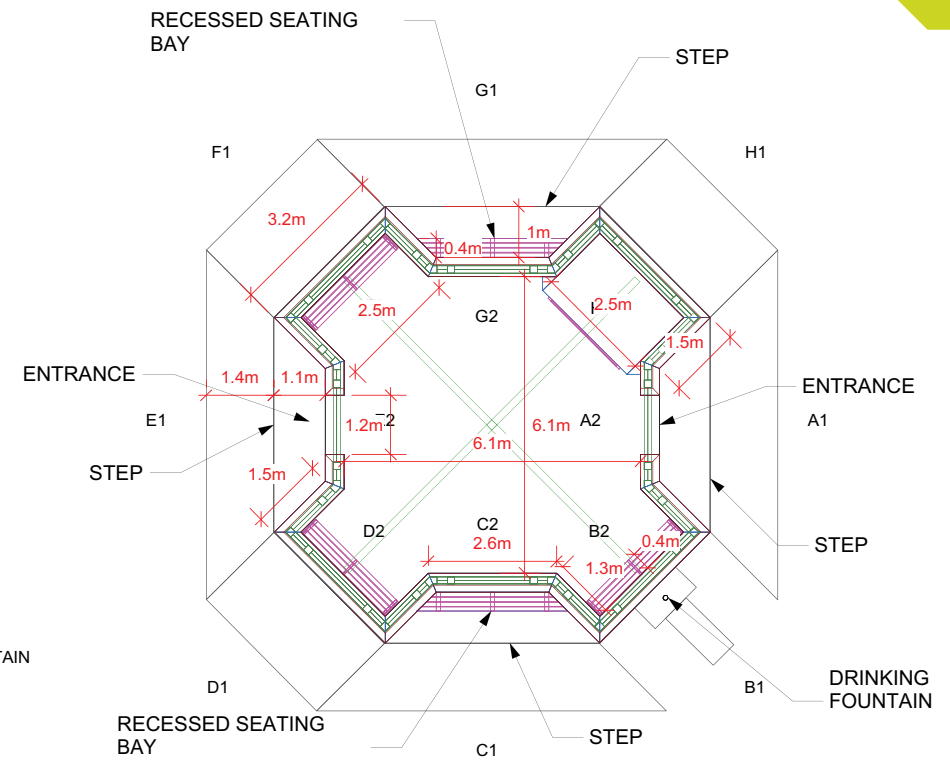 RECESSED SEATING
BAY
STEP
G1
F1
H1
3.2m
1m
0.4m
2.5m
2.5m
G2
1.5m
ENTRANCE
1.4m
1.1m
ENTRANCE
E1
1.2m
6.1m
6.1m
A2
A1
STEP
1.5m
D2
C2
B2
2.6m
0.4m
STEP
1.3m
D1
B1
DRINKING
FOUNTAIN
RECESSED SEATING
BAY
STEP
C1